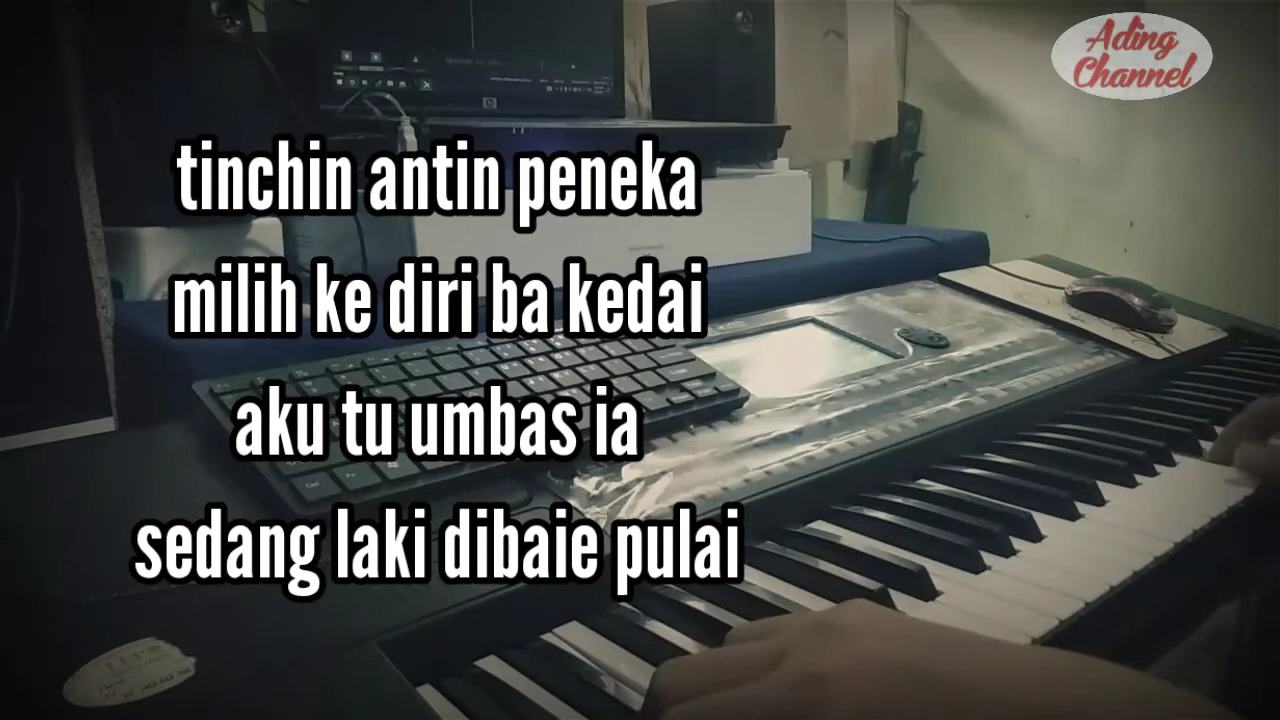 Ading
Channel
tinchin antin peneka
milih ke diri ba kedai
aku tu umbas ia
sedang laki dibaie pulai